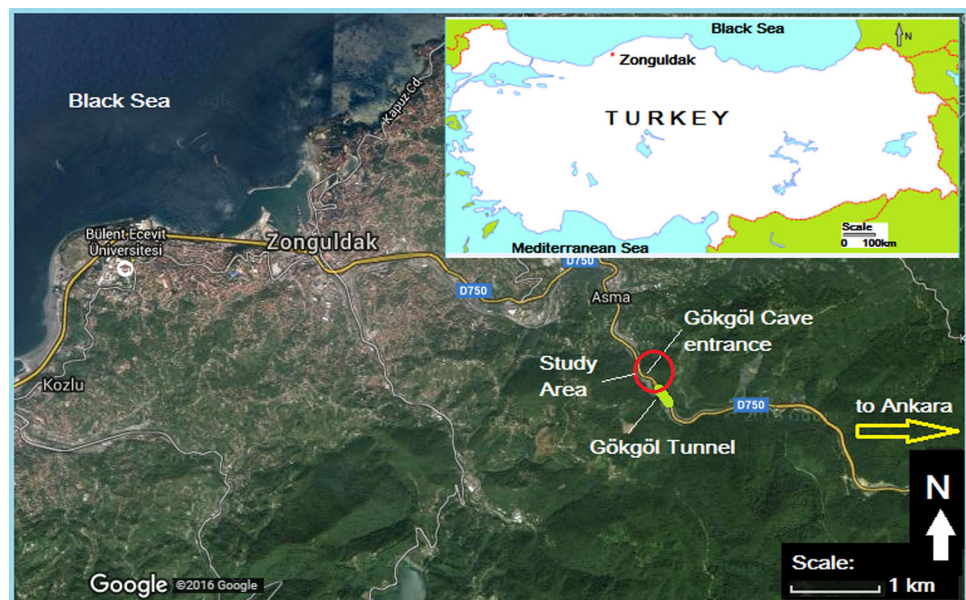 Black Sea
Kapuz Cd.
Black Sea
N
Zonguldak
TURKEY
Scale
0 100km
Mediterranean Sea
Bülent Ecevit
Üniversitesi
Zonguldak
D750
D750
Asma
Gökgöl Cave
entrance
Study
Area
Kozlu
D750
to Ankara
Gökgöl Tunnel
N
Scale:
1 km
Google ©2016 Google